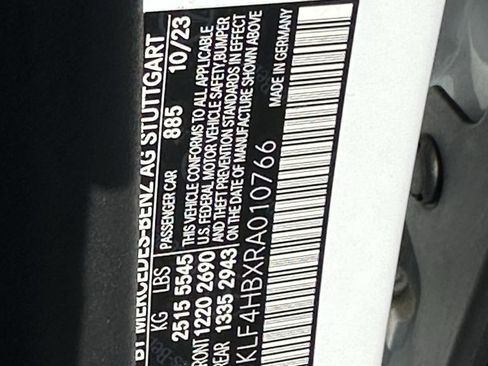 BY MERCEDES-BENZ AG STUTTGART
PASSENGER CAR 885 10/23
KG LBS
2515 5545
FRONT 1220 2690
REAR 1335 2943
THIS VEHICLE CONFORMS TO ALL APPLICABLE
U.S. FEDERAL MOTOR VEHICLE SAFETY, BUMPER
AND THEFT PREVENTION STANDARDS IN EFFECT
ON THE DATE OF MANUFACTURE SHOWN ABOVE
KLF4HBXRA010766
MADE IN GERMANY